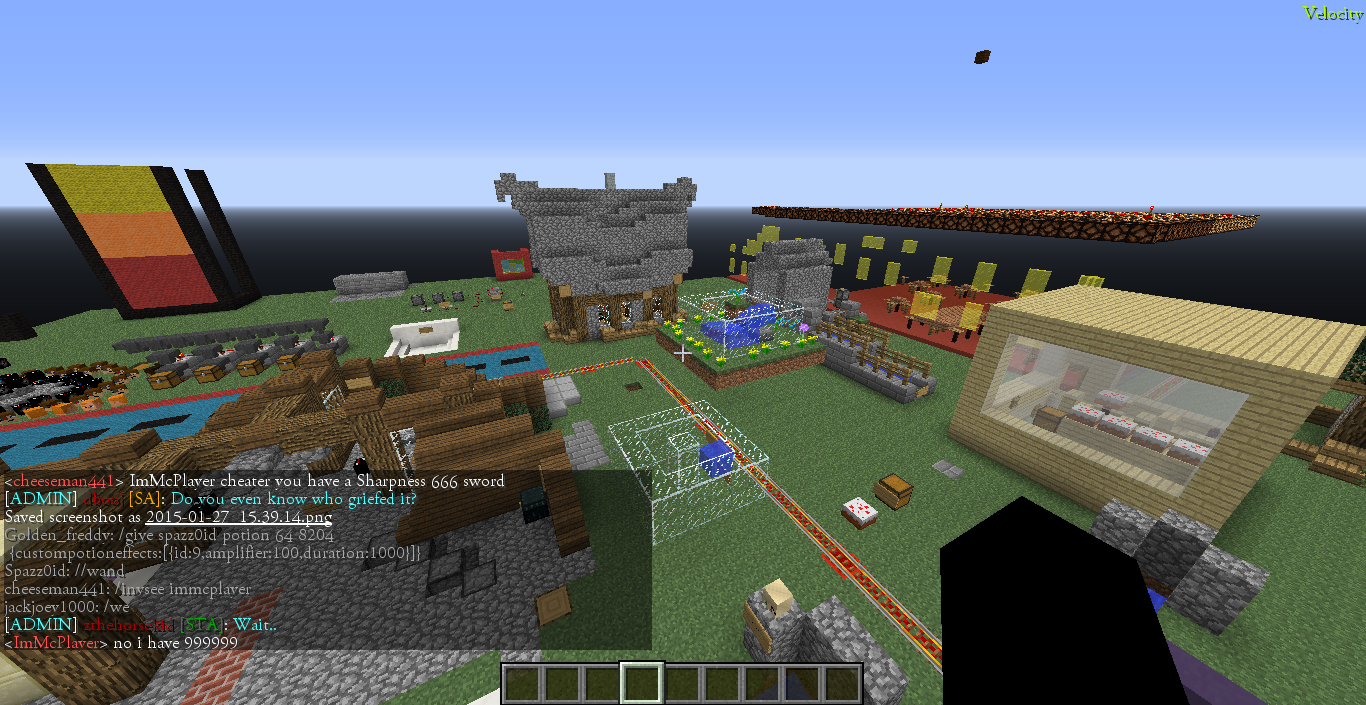 Velocity
<cheeseman441> ImMcPlayer cheater you have a Sharpness 666 sword
[ADMIN] [SA]: Do you even know who griefed it?
Saved screenshot as 2015-01-27_15.39.14.png
Golden_freddy: /give spazz0id potion 64 8204
{custompotioneffects:[{id:9,amplifier:100,duration:1000}]}
Spazz0id: //wand
cheeseman441: /invsee immcplayer
jackjoev1000: /we
[ADMIN] zthehorsekid [STA]: Wait..
<ImMcPlayer> no i have 999999